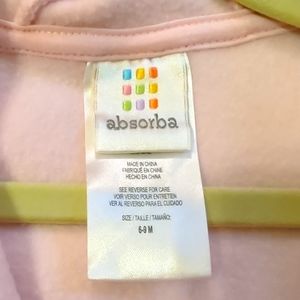 absorba
MADE IN CHINA
FABRIQUÉ EN CHINE
HECHO EN CHINA
SEE REVERSE FOR CARE
VOIR VERSO POUR ENTRETIEN
VER AL REVERSO PARA EL CUIDADO
SIZE / TAILLE / TAMAÑO:
6-9 M